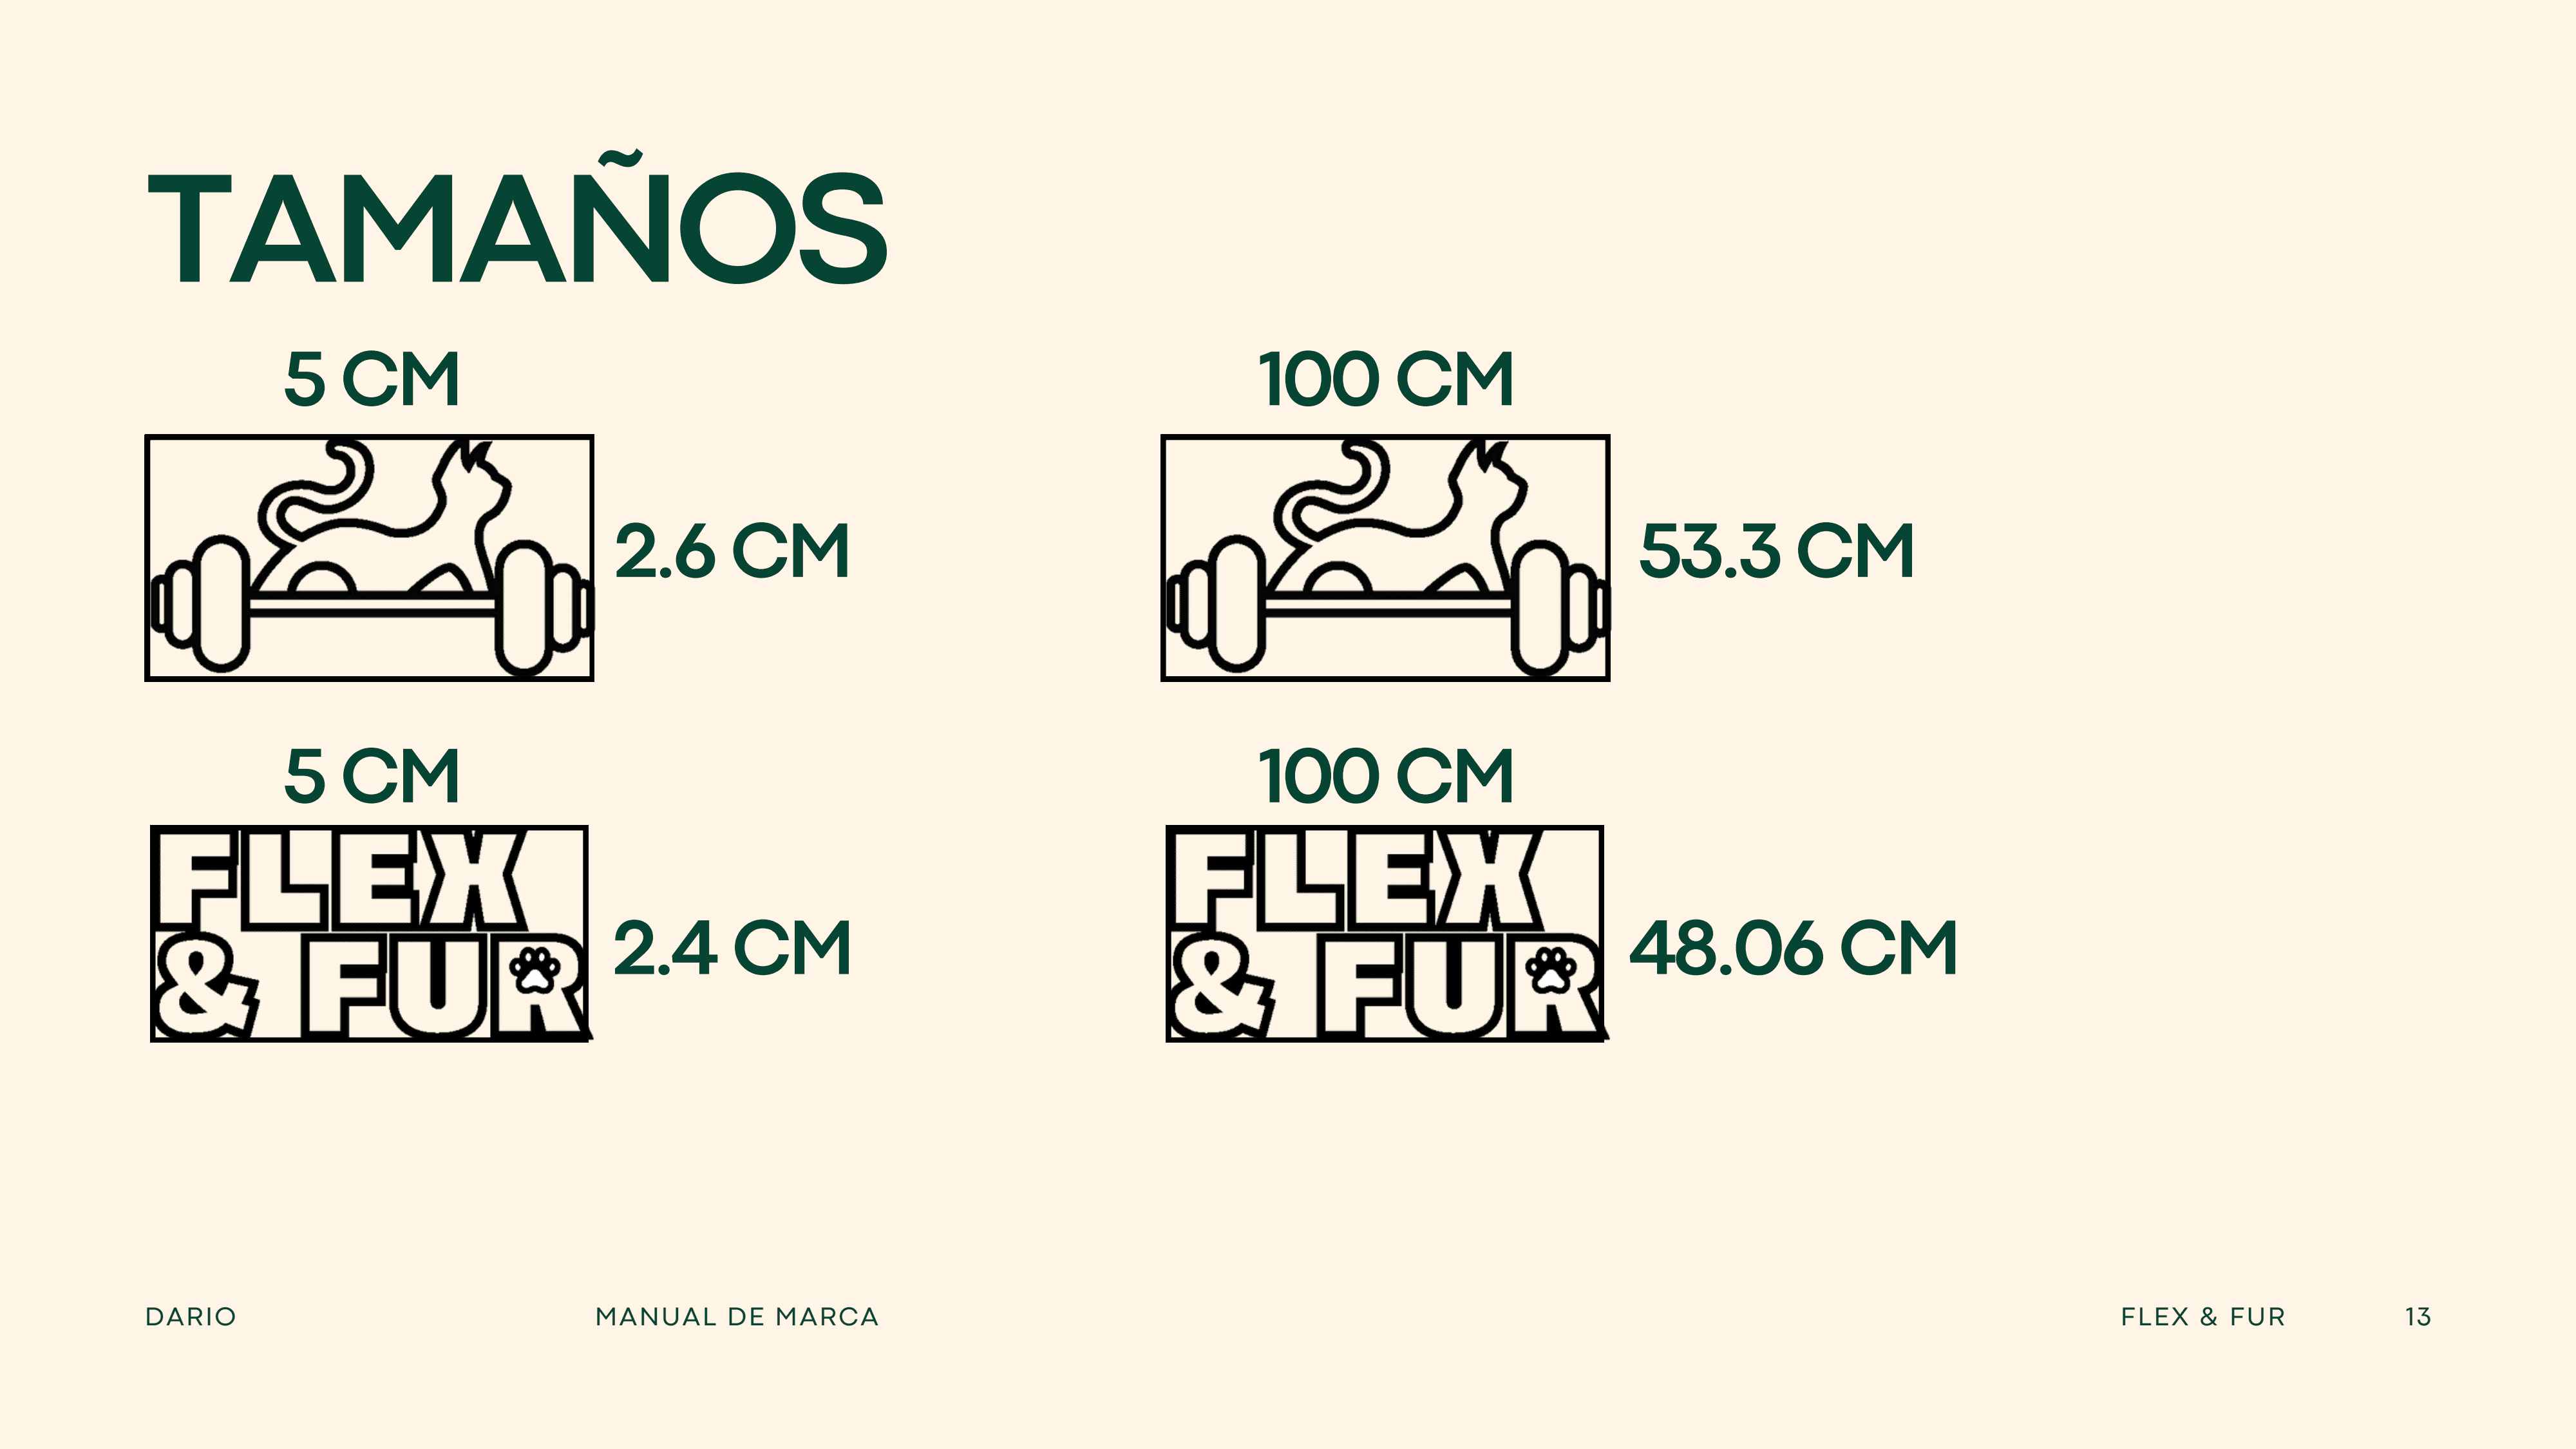 TAMAÑOS
5 CM
100 CM
2.6 CM
53.3 CM
5 CM
100 CM
FLEX
& FUR
2.4 CM
FLEX
& FUR
48.06 CM
DARIO
MANUAL DE MARCA
FLEX & FUR
13